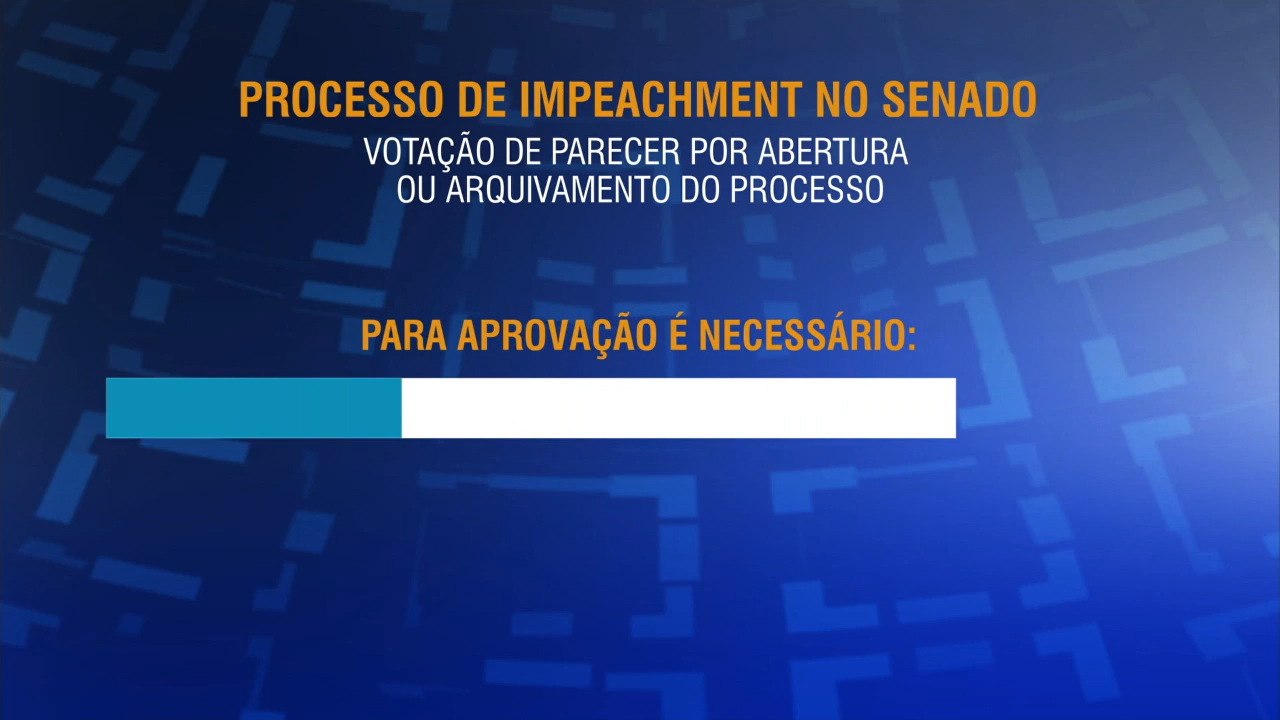 PROCESSO DE IMPEACHMENT NO SENADO
VOTAÇÃO DE PARECER POR ABERTURA
OU ARQUIVAMENTO DO PROCESSO
PARA APROVAÇÃO É NECESSÁRIO: